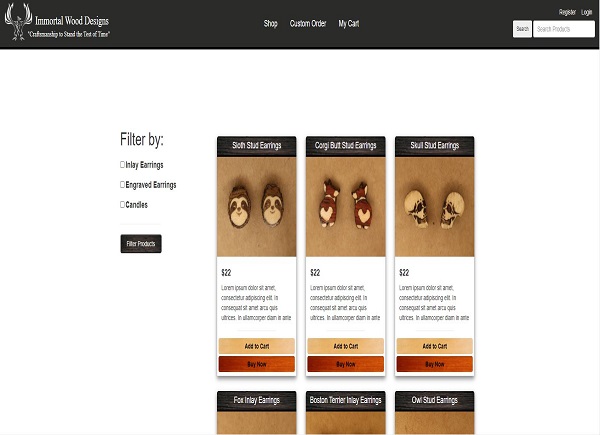 Immortal Wood Designs
"Craftsmanship to Stand the Test of Time"
Shop Custom Order My Cart
Register Login
Search Search Products
Filter by:
Inlay Earrings
Engraved Earrings
Candles
Filter Products
Sloth Stud Earrings
$22
Lorem ipsum dolor sit amet,
consectetur adipiscing elit. In
consequat sit amet arcu quis
ultrices. In ullamcorper diam in ante
Add to Cart
Buy Now
Corgi Butt Stud Earrings
$22
Lorem ipsum dolor sit amet,
consectetur adipiscing elit. In
consequat sit amet arcu quis
ultrices. In ullamcorper diam in ante
Add to Cart
Buy Now
Skull Stud Earrings
$22
Lorem ipsum dolor sit amet,
consectetur adipiscing elit. In
consequat sit amet arcu quis
ultrices. In ullamcorper diam in ante
Add to Cart
Buy Now
Fox Inlay Earrings
Boston Terrier Inlay Earrings
Owl Stud Earrings